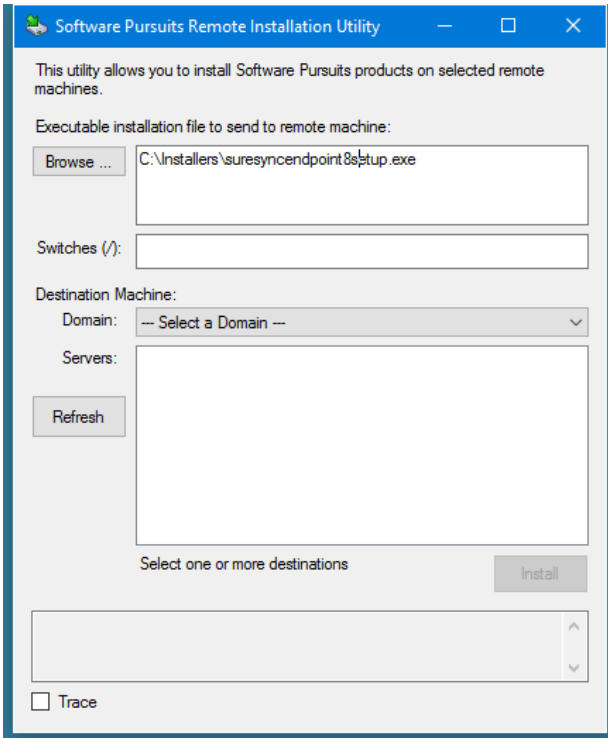 Software Pursuits Remote Installation Utility
This utility allows you to install Software Pursuits products on selected remote
machines.
Executable installation file to send to remote machine:
Browse ...
C:\Installers\suresyncendpoint8setup.exe
Switches (/):
Destination Machine:
Domain:
--- Select a Domain ---
Servers:
Refresh
Select one or more destinations
Install
Trace